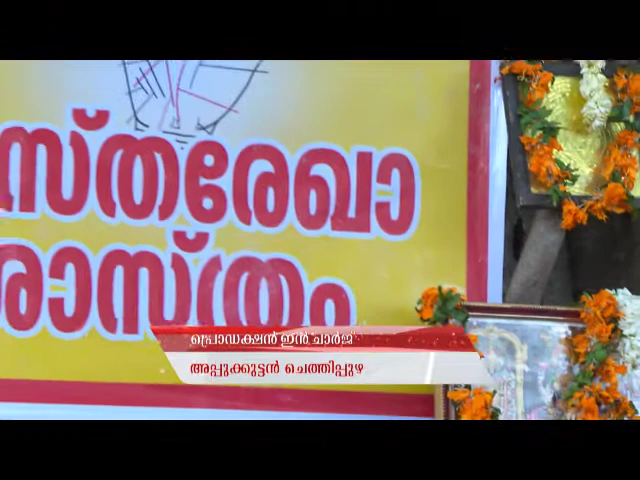 സ്തരേഖാ
ശാസ്ത്രം
പ്രൊഡക്ഷൻ ഇൻ ചാർജ്
അപ്പുക്കുട്ടൻ ചെത്തിപ്പുഴ